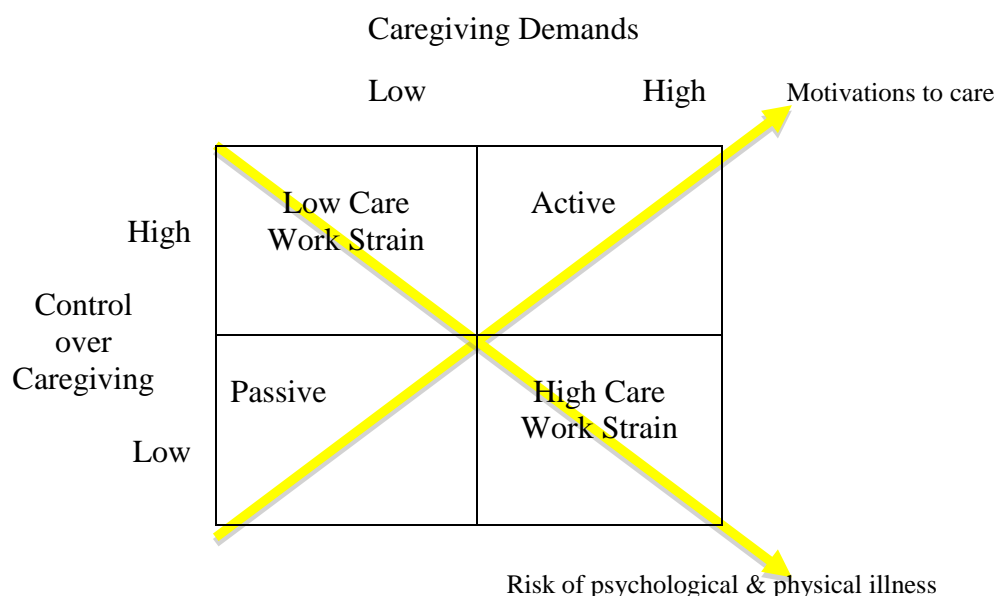 Caregiving Demands
Low High Motivations to care
Low Care
Work Strain
Active
High
Control
over
Caregiving
Passive
High Care
Work Strain
Low
Risk of psychological & physical illness